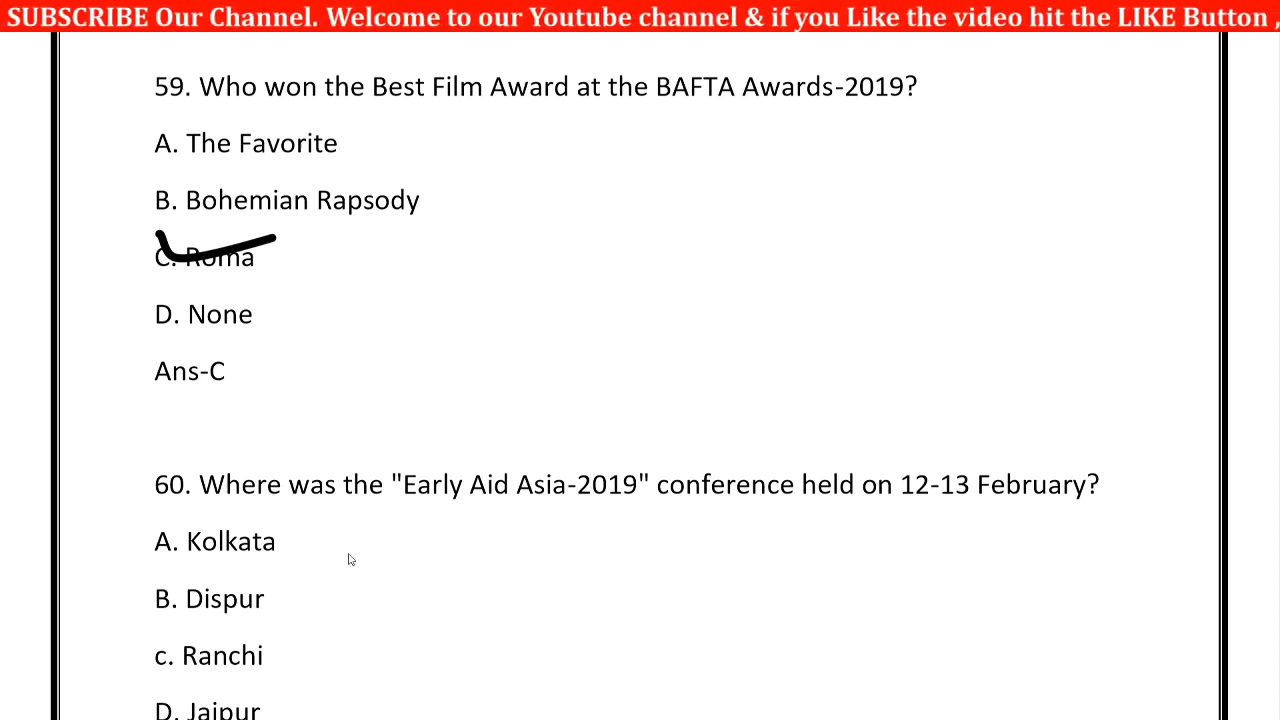 SUBSCRIBE Our Channel. Welcome to our Youtube channel & if you Like the video hit the LIKE Button ,
59. Who won the Best Film Award at the BAFTA Awards-2019?
A. The Favorite
B. Bohemian Rapsody
C. Roma
D. None
Ans-C
60. Where was the "Early Aid Asia-2019" conference held on 12-13 February?
A. Kolkata
B. Dispur
c. Ranchi
D. Jaipur